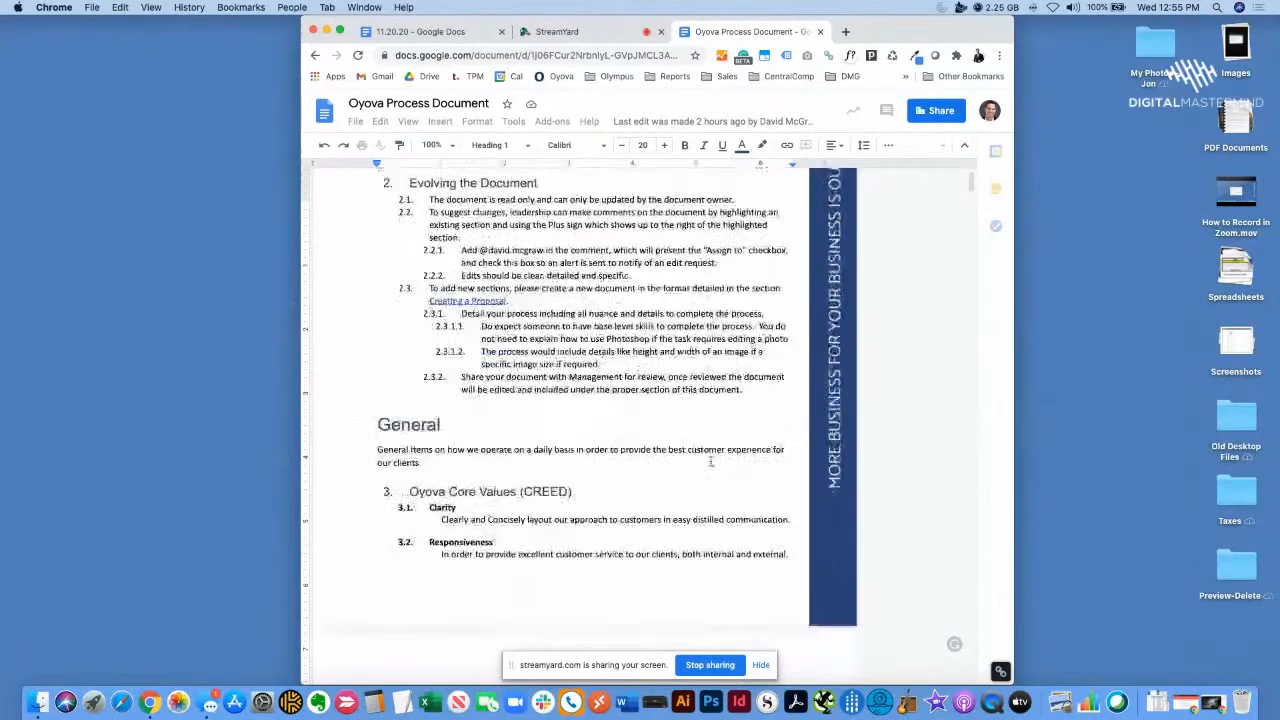 Chrome File Edit View History Bookmarks People Tab Window Help 2.25 GB 100% Wed 12:55 PM
11.20.20 - Google Docs StreamYard Oyova Process Document - Go
docs.google.com/document/d/1j06FCur2NrbnIyL-GVpJMCL3A...
BETA
Apps Gmail Drive TPM Cal Oyova Olympus Reports Sales CentralComp DMG » Other Bookmarks
Oyova Process Document
File Edit View Insert Format Tools Add-ons Help Last edit was made 2 hours ago by David McGr...
Share
100% Heading 1 Calibri 20
2. Evolving the Document
2.1. The document is read only and can only be updated by the document owner.
2.2. To suggest changes, leadership can make comments on the document by highlighting an
existing section and using the Plus sign which shows up to the right of the highlighted
section.
2.2.1. Add @david.mcgraw in the comment, which will present the "Assign to" checkbox,
and check this box so an alert is sent to notify of an edit request.
2.2.2. Edits should be clear, detailed and specific.
2.3. To add new sections, please create a new document in the format detailed in the section
Creating a Proposal.
2.3.1. Detail your process including all nuance and details to complete the process,
2.3.1.1. Do expect someone to have base level skills to complete the process. You do
not need to explain how to use Photoshop if the task requires editing a photo
2.3.1.2. The process would include details like height and width of an image if a
specific image size if required.
2.3.2. Share your document with Management for review, once reviewed the document
will be edited and included under the proper section of this document.
General
General items on how we operate on a daily basis in order to provide the best customer experience for
our clients.
3. Oyova Core Values (CREED)
3.1. Clarity
Clearly and Concisely layout our approach to customers in easy distilled communication.
3.2. Responsiveness
In order to provide excellent customer service to our clients, both internal and external,
MORE BUSINESS FOR YOUR BUSINESS IS OU
streamyard.com is sharing your screen. Stop sharing Hide
My Photo
Jon
Images
DIGITALMASTERMIND
PDF Documents
How to Record in
Zoom.mov
Spreadsheets
Screenshots
Old Desktop
Files
Taxes
Preview-Delete